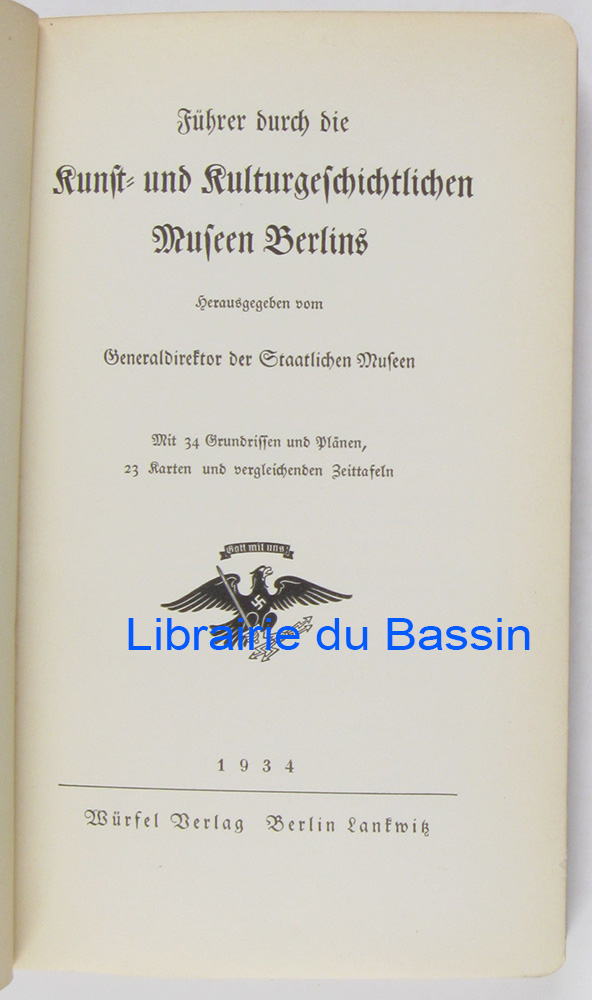 Führer durch die
Kunst- und Kulturgeschichtlichen
Museen Berlins
Herausgegeben vom
Generaldirektor der Staatlichen Museen
Mit 34 Grundrissen und Plänen,
23 Karten und vergleichenden Zeittafeln
Gott mit uns!
Librairie du Bassin
1934
Würfel Verlag Berlin Lankwitz